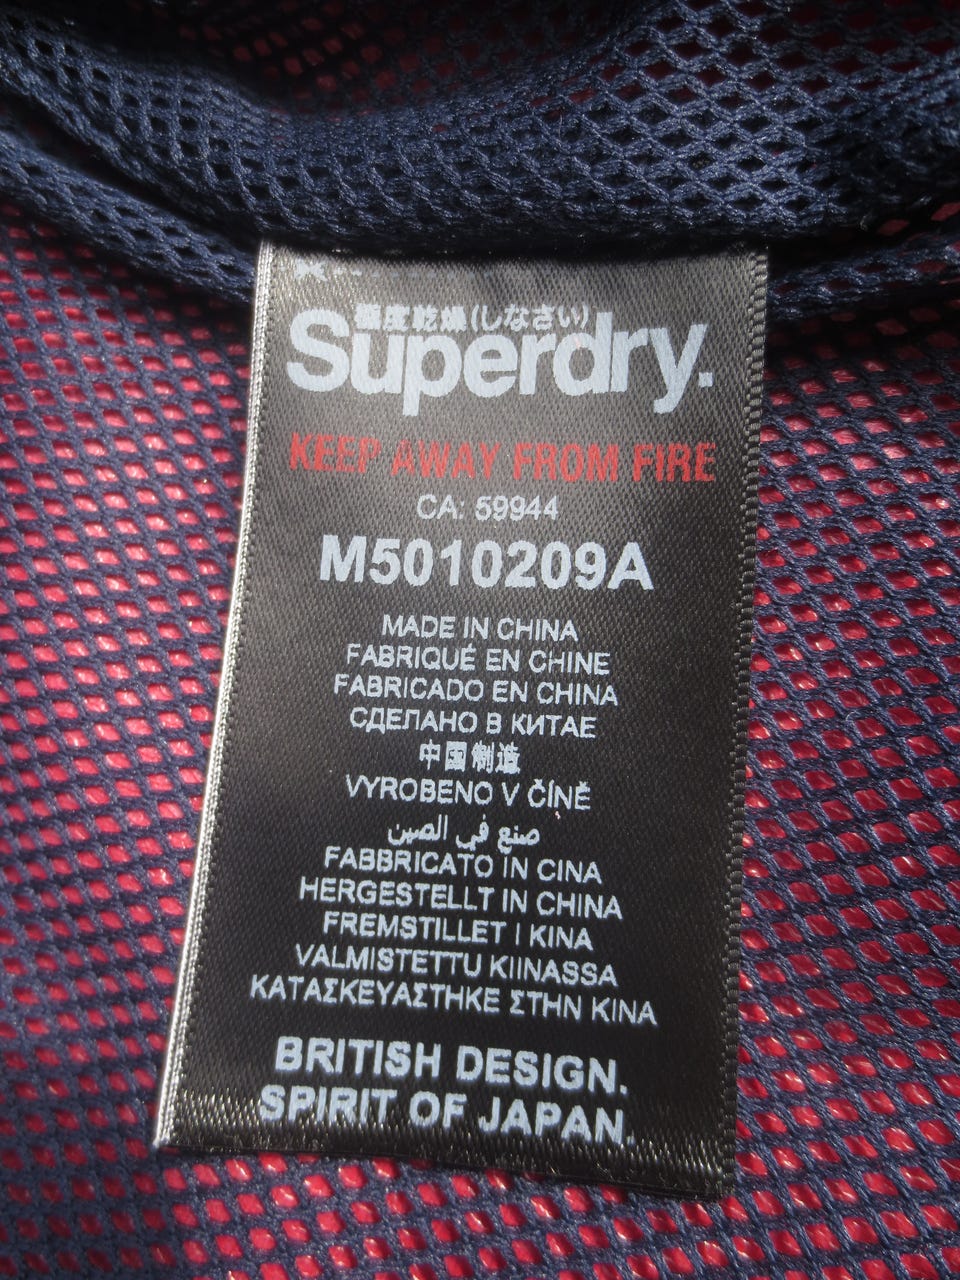 極度乾燥(しなさい)
Superdry.
KEEP AWAY FROM FIRE
CA: 59944
M5010209A
MADE IN CHINA
FABRIQUÉ EN CHINE
FABRICADO EN CHINA
СДЕЛАНО В КИТАЕ
中国制造
VYROBENO V ČÍNĚ
صنع في الصين
FABBRICATO IN CINA
HERGESTELLT IN CHINA
FREMSTILLET I KINA
VALMISTETTU KIINASSA
ΚΑΤΑΣΚΕΥΑΣΤΗΚΕ ΣΤΗΝ ΚΙΝΑ
BRITISH DESIGN.
SPIRIT OF JAPAN.